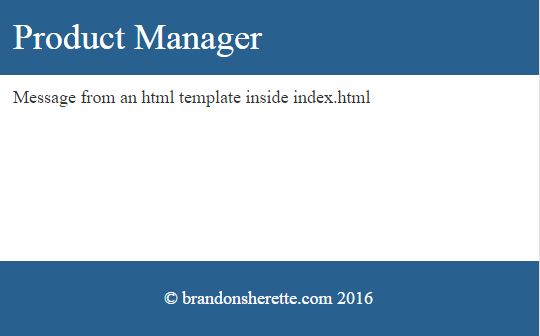 Product Manager
Message from an html template inside index.html
© brandonsherette.com 2016